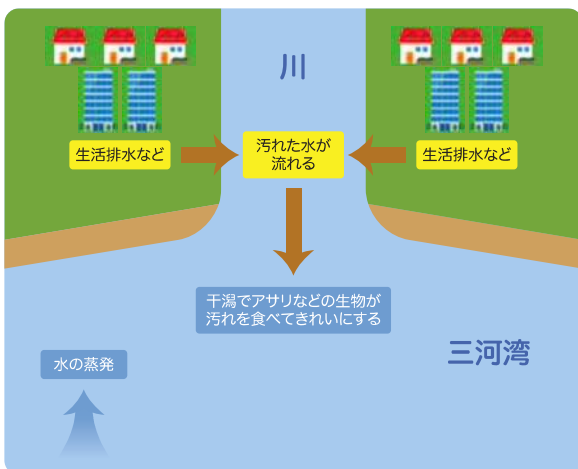 川
生活排水など
汚れた水が
流れる
生活排水など
干潟でアサリなどの生物が
汚れを食べてきれいにする
三河湾
水の蒸発